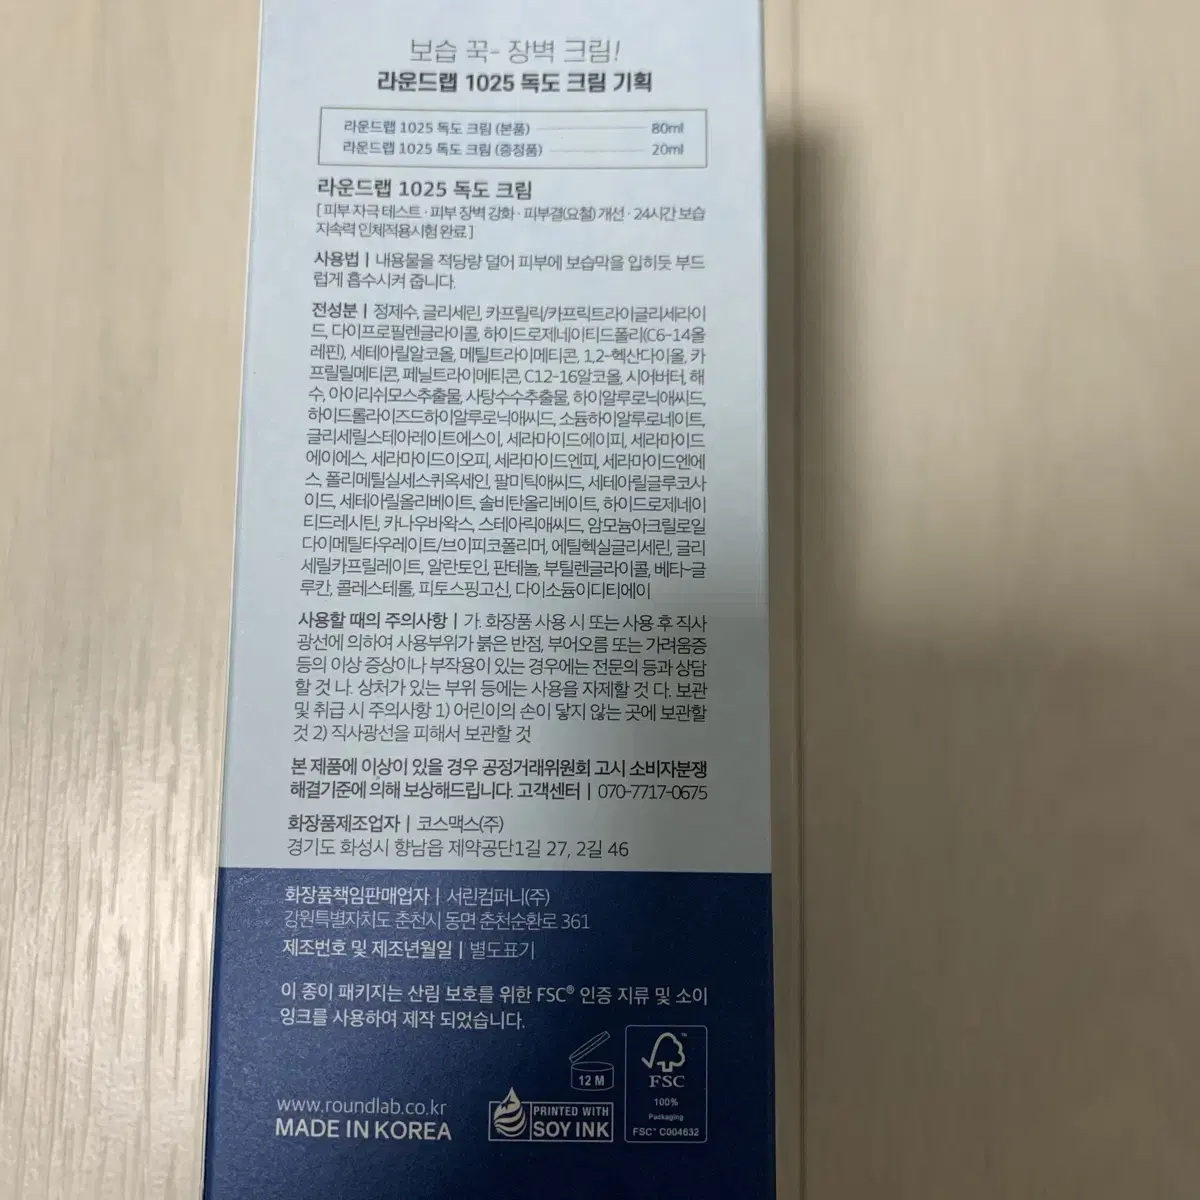 보습 꾹- 장벽 크림!
라운드랩 1025 독도 크림 기획
라운드랩 1025 독도 크림 (본품) 80ml
라운드랩 1025 독도 크림 (증정품) 20ml
라운드랩 1025 독도 크림
[ 피부 자극 테스트 · 피부 장벽 강화 · 피부결(요철) 개선 · 24시간 보습
지속력 인체적용시험 완료 ]
사용법 | 내용물을 적당량 덜어 피부에 보습막을 입히듯 부드
럽게 흡수시켜 줍니다.
전성분 | 정제수, 글리세린, 카프릴릭/카프릭트라이글리세라이
드, 다이프로필렌글라이콜, 하이드로제네이티드폴리(C6-14올
레핀), 세테아릴알코올, 메틸트라이메티콘, 1,2-헥산다이올, 카
프릴릴메티콘, 페닐트라이메티콘, C12-16알코올, 시어버터, 해
수, 아이리쉬모스추출물, 사탕수수추출물, 하이알루로닉애씨드,
하이드롤라이즈드하이알루로닉애씨드, 소듐하이알루로네이트,
글리세릴스테아레이트에스이, 세라마이드에이피, 세라마이드
에이에스, 세라마이드이오피, 세라마이드엔피, 세라마이드엔에
스, 폴리메틸실세스퀴옥세인, 팔미틱애씨드, 세테아릴글루코사
이드, 세테아릴올리베이트, 솔비탄올리베이트, 하이드로제네이
티드레시틴, 카나우바왁스, 스테아릭애씨드, 암모늄아크릴로일
다이메틸타우레이트/브이피코폴리머, 에틸헥실글리세린, 글리
세릴카프릴레이트, 알란토인, 판테놀, 부틸렌글라이콜, 베타-글
루칸, 콜레스테롤, 피토스핑고신, 다이소듐이디티에이
사용할 때의 주의사항 | 가. 화장품 사용 시 또는 사용 후 직사
광선에 의하여 사용부위가 붉은 반점, 부어오름 또는 가려움증
등의 이상 증상이나 부작용이 있는 경우에는 전문의 등과 상담
할 것 나. 상처가 있는 부위 등에는 사용을 자제할 것 다. 보관
및 취급 시 주의사항 1) 어린이의 손이 닿지 않는 곳에 보관할
것 2) 직사광선을 피해서 보관할 것
본 제품에 이상이 있을 경우 공정거래위원회 고시 소비자분쟁
해결기준에 의해 보상해드립니다. 고객센터 | 070-7717-0675
화장품제조업자 | 코스맥스(주)
경기도 화성시 향남읍 제약공단1길 27, 2길 46
화장품책임판매업자 | 서린컴퍼니(주)
강원특별자치도 춘천시 동면 춘천순환로 361
제조번호 및 제조년월일 | 별도표기
이 종이 패키지는 산림 보호를 위한 FSC® 인증 지류 및 소이
잉크를 사용하여 제작 되었습니다.
12 M
FSC
100%
Packaging
FSC™ C004632
www.roundlab.co.kr
MADE IN KOREA
PRINTED WITH
SOY INK